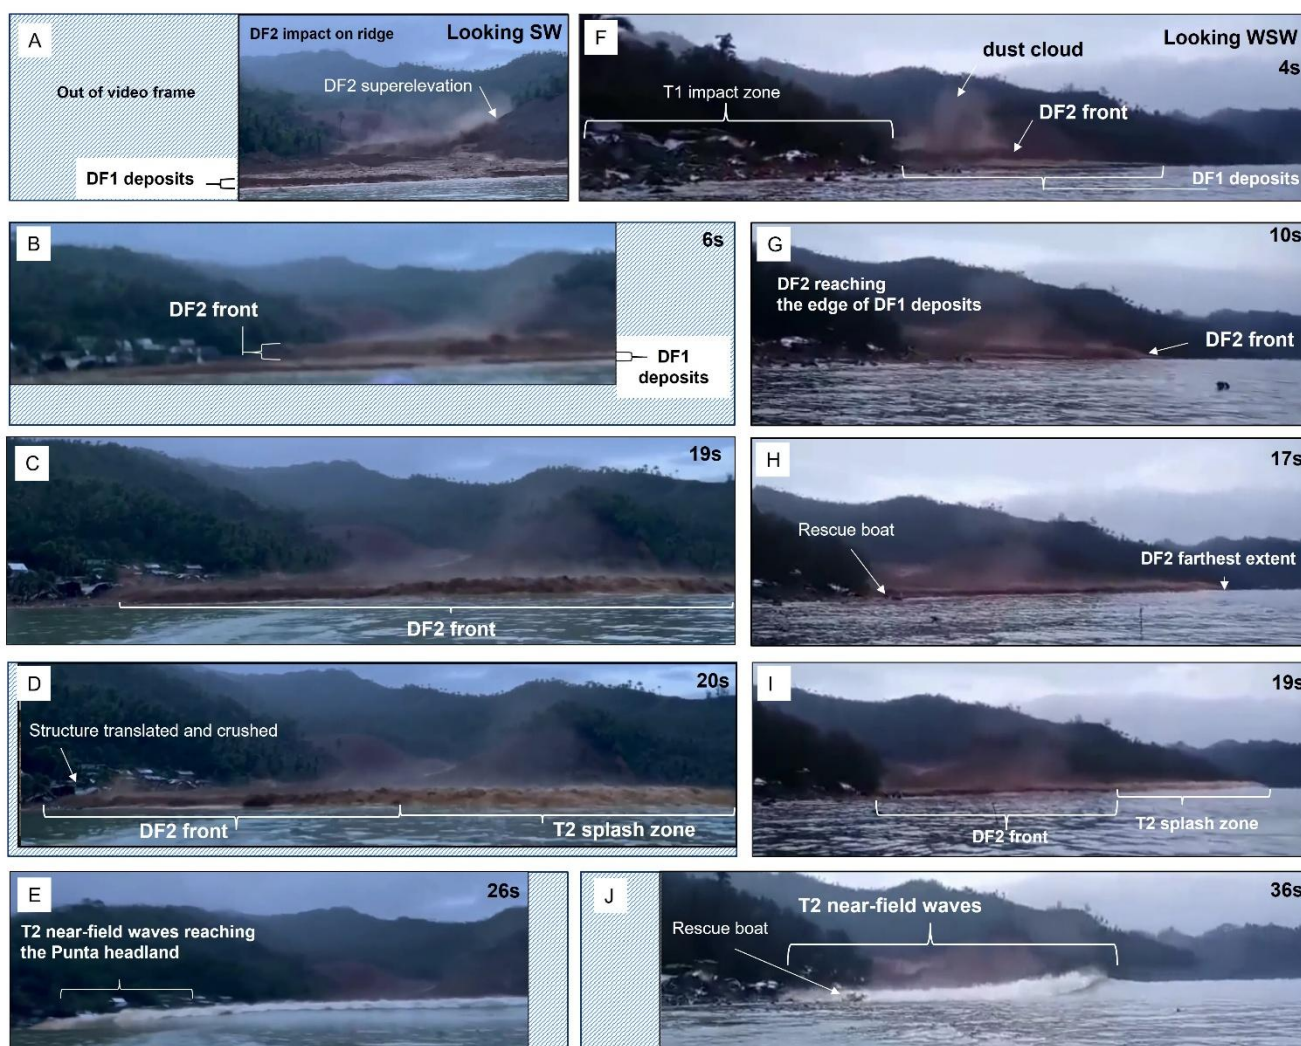 A
DF2 impact on ridge
Looking SW
DF2 superelevation
Out of video frame
DF1 deposits
F
dust cloud
Looking WSW
4s
T1 impact zone
DF2 front
DF1 deposits
B
6s
DF2 front
DF1
deposits
G
10s
DF2 reaching
the edge of DF1 deposits
DF2 front
C
19s
DF2 front
H
17s
Rescue boat
DF2 farthest extent
D
20s
Structure translated and crushed
DF2 front
T2 splash zone
I
19s
DF2 front
T2 splash zone
E
26s
T2 near-field waves reaching
the Punta headland
J
36s
T2 near-field waves
Rescue boat